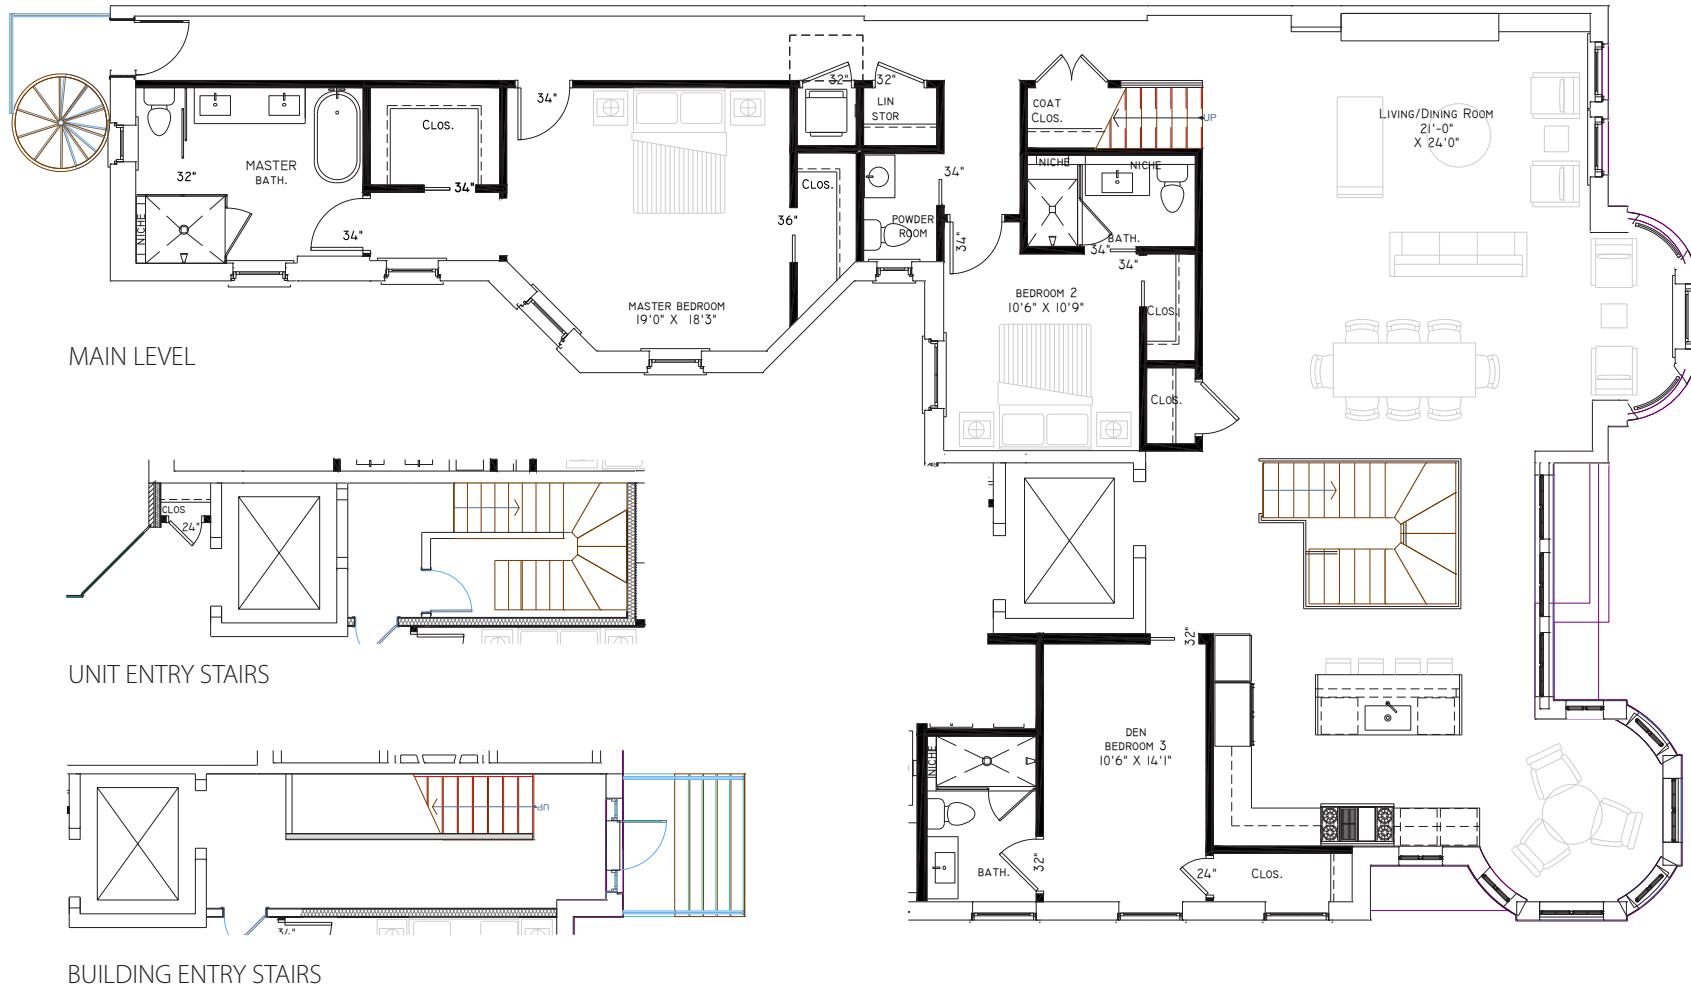 32"
32"
34"
LIN
STOR
COAT
CLOS.
UP
LIVING/DINING ROOM
21'-0"
X 24'0"
CLOS.
MASTER
BATH.
32"
34"
CLOS.
34"
NICHE
NICHE
36"
34"
NICHE
34"
POWDER
ROOM
34"
BATH.
34"
34"
MASTER BEDROOM
19'0" X 18'3"
BEDROOM 2
10'6" X 10'9"
CLOS.
MAIN LEVEL
CLOS.
CLOS
24"
32"
UNIT ENTRY STAIRS
DEN
BEDROOM 3
10'6" X 14'1"
NICHE
UP
32"
BATH.
24"
CLOS.
34"
BUILDING ENTRY STAIRS